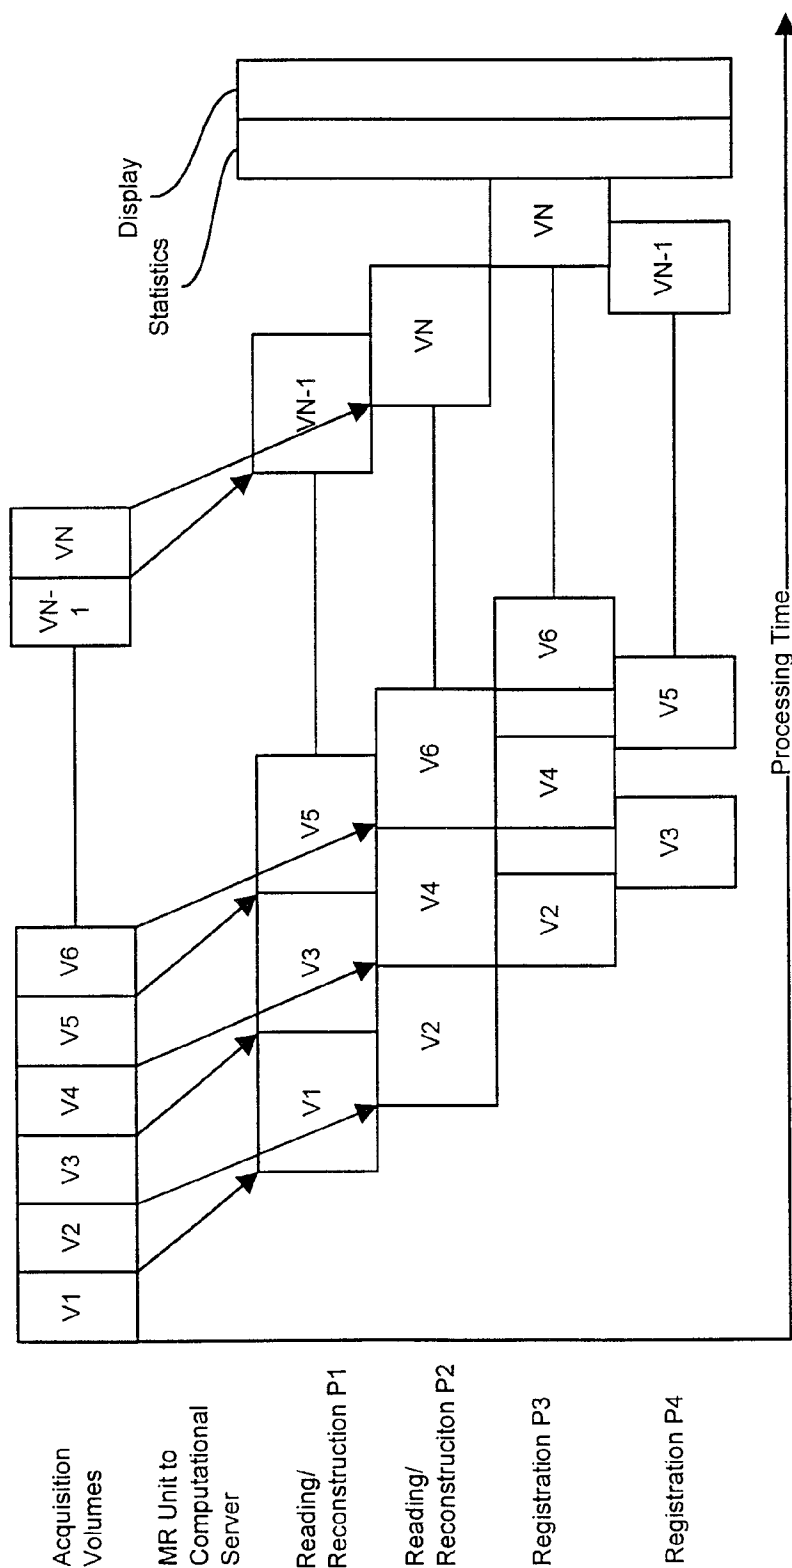 Acquisition
Volumes
V1
V2
V3
V4
V5
V6
VN-
1
VN
MR Unit to
Computational
Server
Reading/
Reconstruction P1
V1
V3
V5
VN-1
Reading/
Reconstruciton P2
V2
V4
V6
VN
Registration P3
V2
V4
V6
VN
Registration P4
V3
V5
VN-1
Statistics
Display
Processing Time